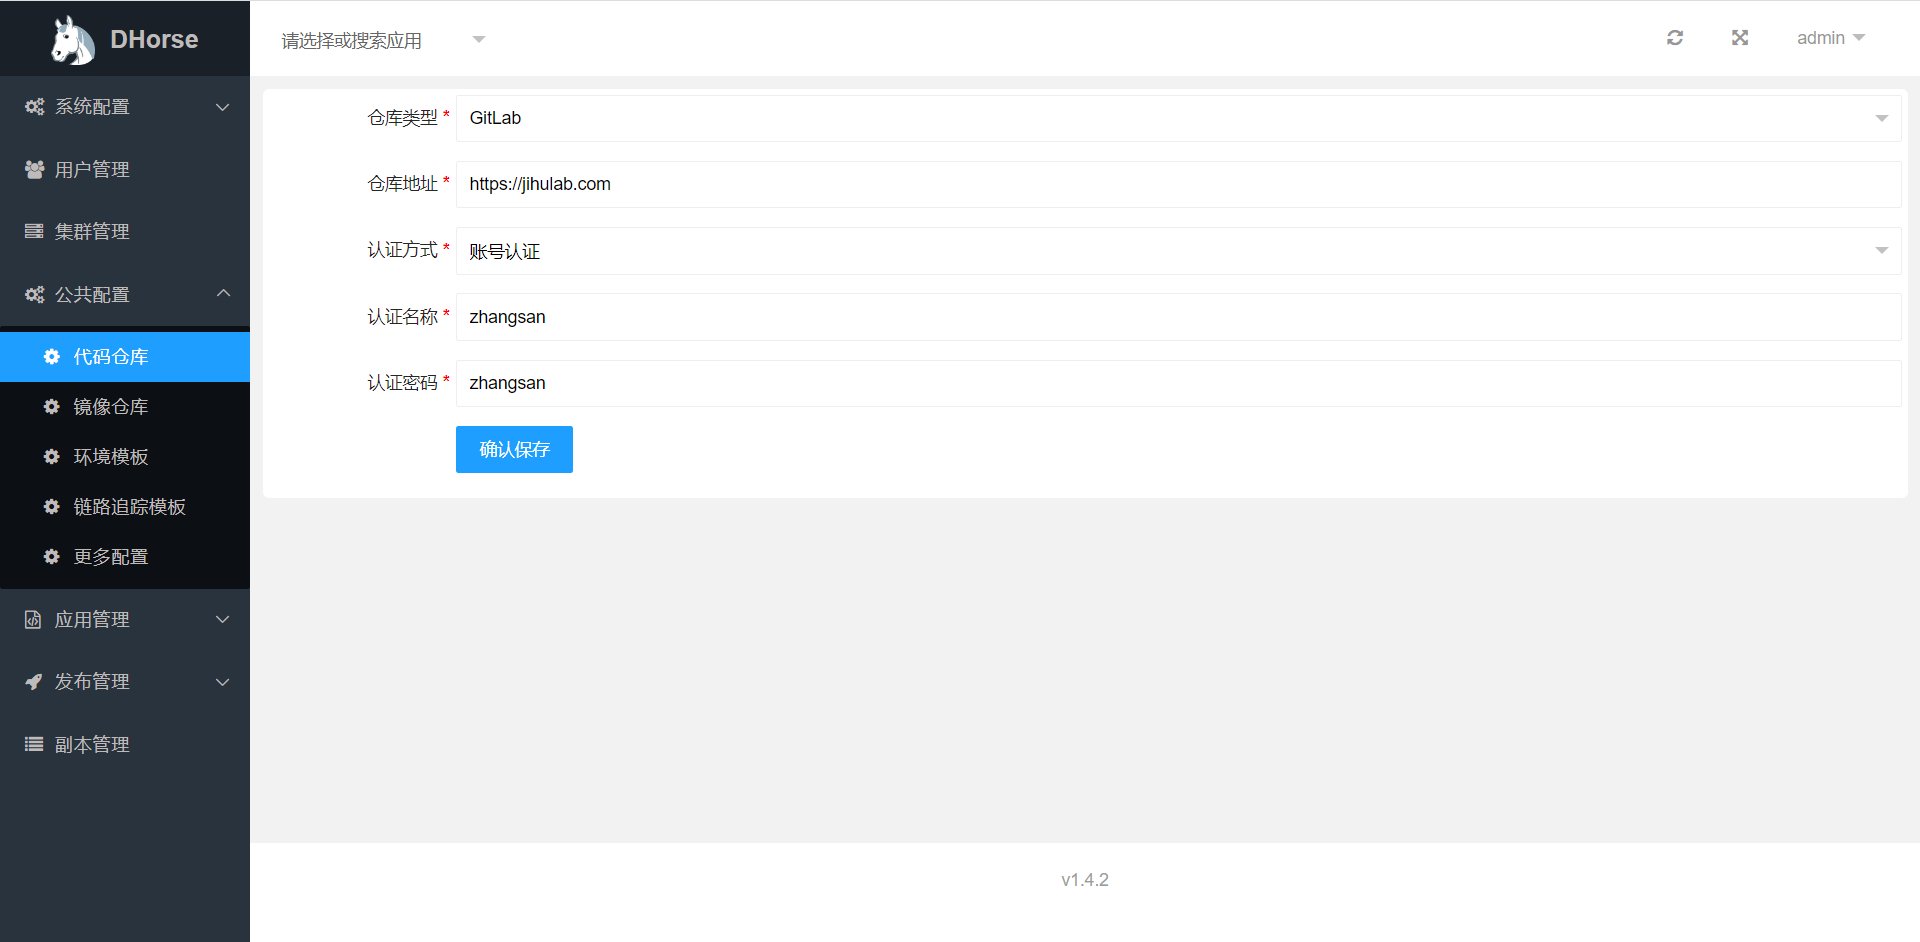 DHorse
请选择或搜索应用
admin
系统配置
用户管理
集群管理
公共配置
代码仓库
镜像仓库
环境模板
链路追踪模板
更多配置
应用管理
发布管理
副本管理
仓库类型 * GitLab
仓库地址 * https://jihulab.com
认证方式 * 账号认证
认证名称 * zhangsan
认证密码 * zhangsan
确认保存
v1.4.2